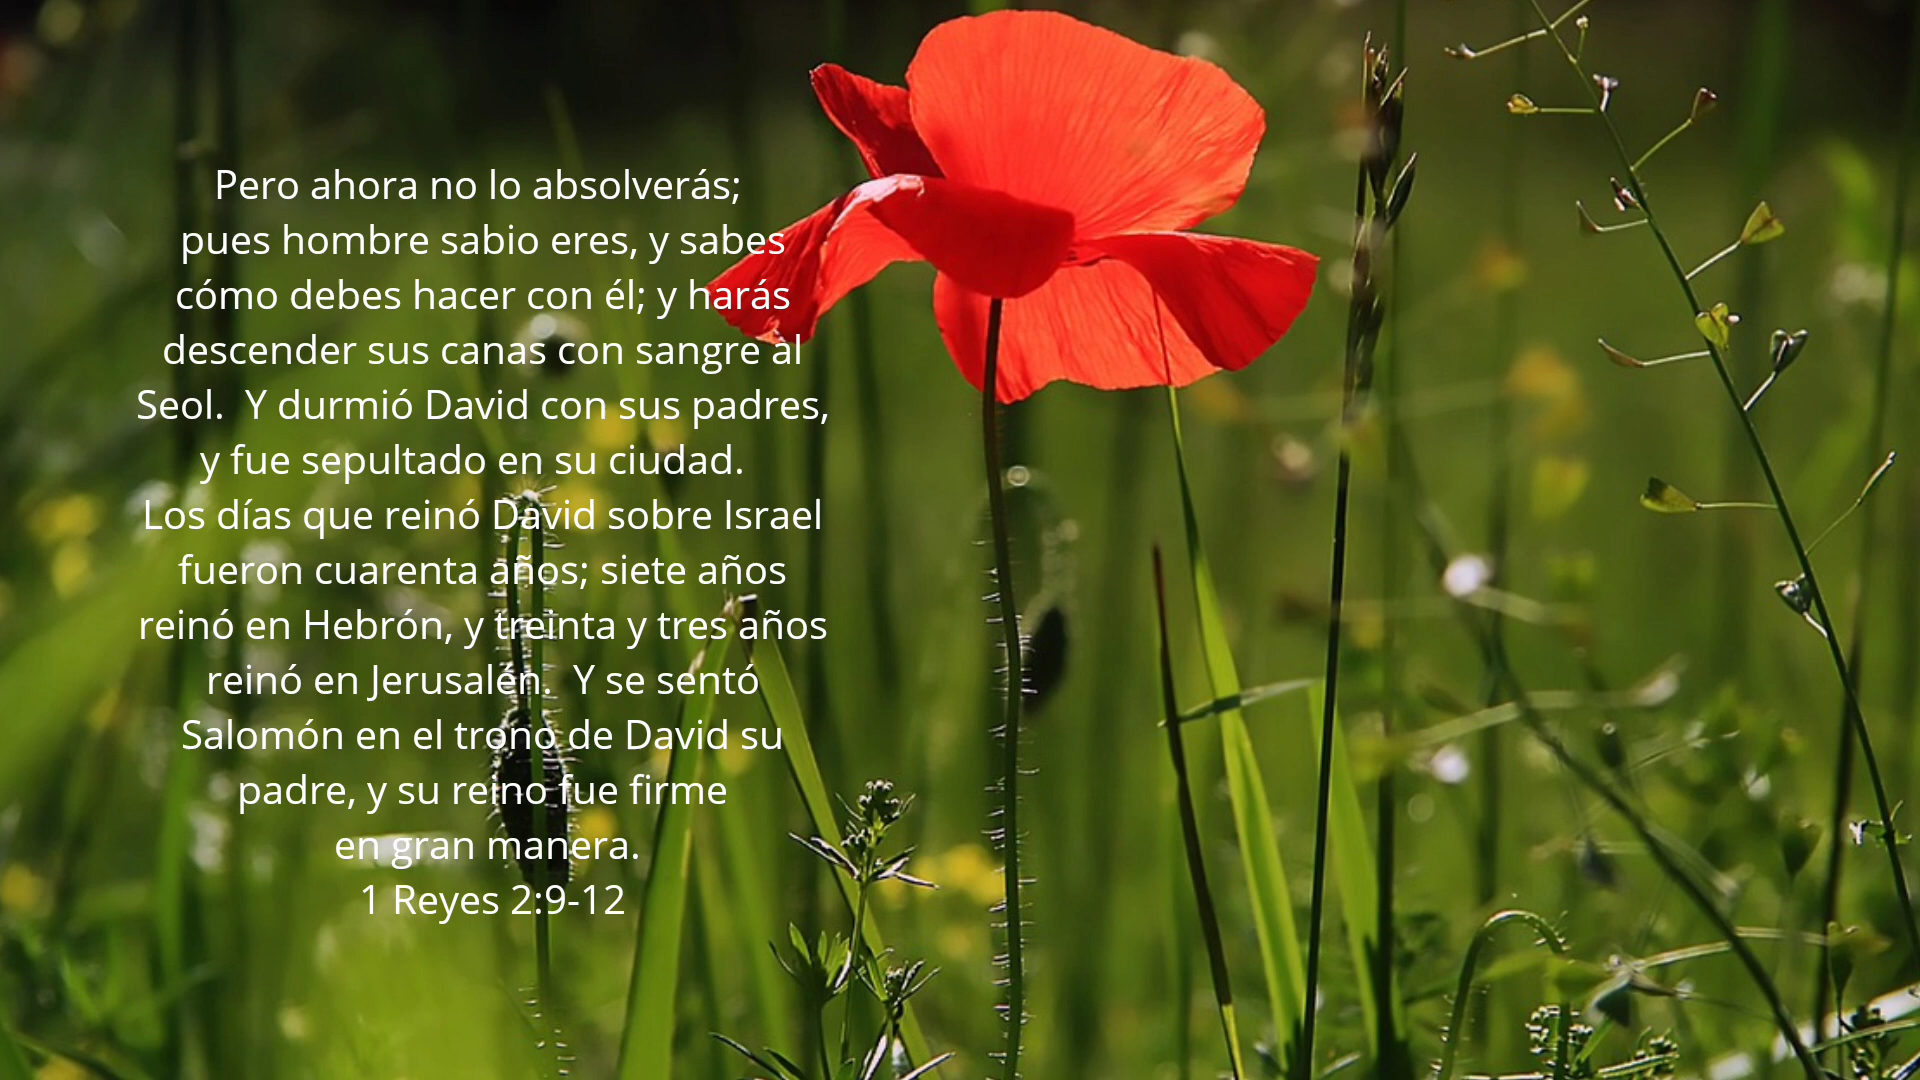 Pero ahora no lo absolverás;
pues hombre sabio eres, y sabes
cómo debes hacer con él; y harás
descender sus canas con sangre al
Seol.  Y durmió David con sus padres,
y fue sepultado en su ciudad.
Los días que reinó David sobre Israel
fueron cuarenta años; siete años
reinó en Hebrón, y treinta y tres años
reinó en Jerusalén.  Y se sentó
Salomón en el trono de David su
padre, y su reino fue firme
en gran manera.
1 Reyes 2:9-12